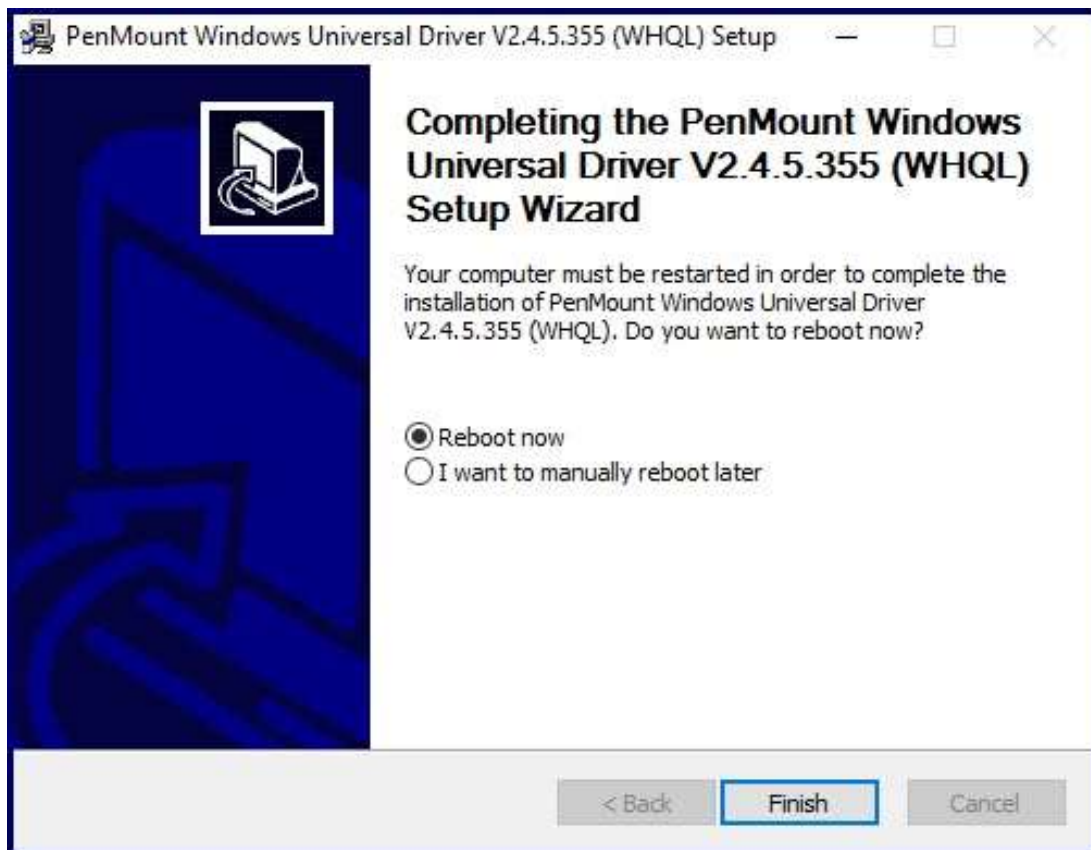 PenMount Windows Universal Driver V2.4.5.355 (WHQL) Setup
Completing the PenMount Windows
Universal Driver V2.4.5.355 (WHQL)
Setup Wizard
Your computer must be restarted in order to complete the
installation of PenMount Windows Universal Driver
V2.4.5.355 (WHQL). Do you want to reboot now?
Reboot now
I want to manually reboot later
< Back Finish Cancel